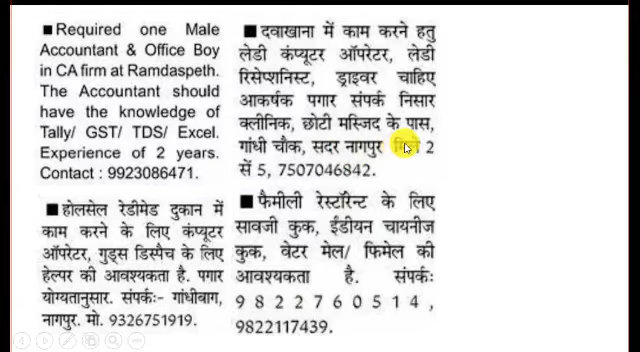 ■ Required one Male
Accountant & Office Boy
in CA firm at Ramdaspeth.
The Accountant should
have the knowledge of
Tally/ GST/ TDS/ Excel.
Experience of 2 years.
Contact : 9923086471.
■ होलसेल रेडीमेड दुकान में
काम करने के लिए कंप्यूटर
ऑपरेटर, गुड्स डिस्पैच के लिए
हेल्पर की आवश्यकता है. पगार
योग्यतानुसार. संपर्कः- गांधीबाग,
नागपुर. मो. 9326751919.
■ दवाखाना में काम करने हतु
लेडी कंप्यूटर ऑपरेटर, लेडी
रिसेप्शनिस्ट, ड्राइवर चाहिए
आकर्षक पगार संपर्क निसार
क्लीनिक, छोटी मस्जिद के पास,
गांधी चौक, सदर नागपुर मिले 2
सें 5, 7507046842.
■ फैमीली रेस्टॉरेन्ट के लिए
सावजी कुक, इंडीयन चायनीज
कुक, वेटर मेल/ फिमेल की
आवश्यकता है. संपर्कः
9822760514,
9822117439.